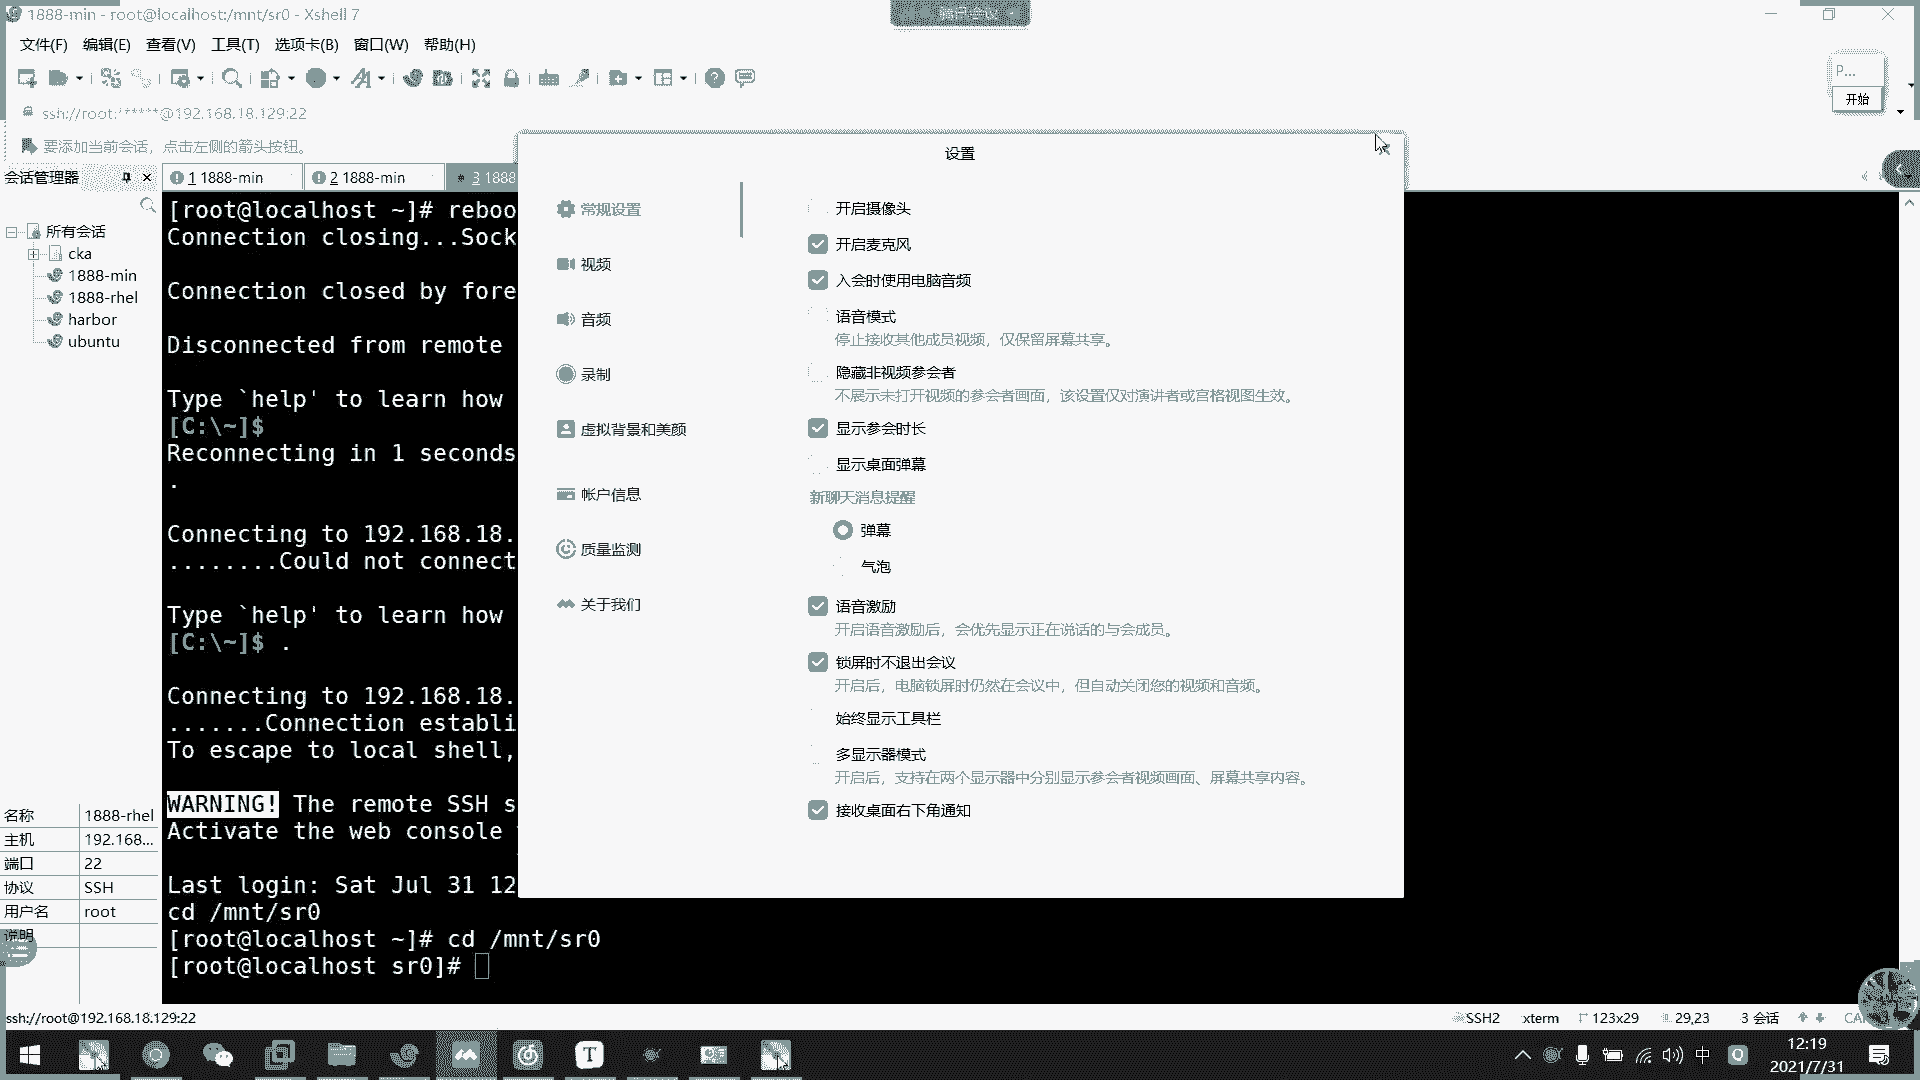 1888-min - root@localhost:/mnt/sr0 - Xshell 7
腾讯会议
文件(F) 编辑(E) 查看(V) 工具(T) 选项卡(B) 窗口(W) 帮助(H)
P...
开始
ssh://root:*****@192.168.18.129:22
要添加当前会话，点击左侧的箭头按钮。
会话管理器
1 1888-min
2 1888-min
3 1888
所有会话
cka
1888-min
1888-rhel
harbor
ubuntu
名称 1888-rhel
主机 192.168...
端口 22
协议 SSH
用户名 root
说明
[root@localhost ~]# reboo
Connection closing...Sock
Connection closed by fore
Disconnected from remote
Type `help' to learn how
[C:\~]$
Reconnecting in 1 seconds
.
Connecting to 192.168.18.
........Could not connect
Type `help' to learn how
[C:\~]$ .
Connecting to 192.168.18.
.......Connection establi
To escape to local shell,
WARNING! The remote SSH s
Activate the web console
Last login: Sat Jul 31 12
cd /mnt/sr0
[root@localhost ~]# cd /mnt/sr0
[root@localhost sr0]#
设置
常规设置
视频
音频
录制
虚拟背景和美颜
帐户信息
质量监测
关于我们
开启摄像头
开启麦克风
入会时使用电脑音频
语音模式
停止接收其他成员视频，仅保留屏幕共享。
隐藏非视频参会者
不展示未打开视频的参会者画面，该设置仅对演讲者或宫格视图生效。
显示参会时长
显示桌面弹幕
新聊天消息提醒
弹幕
气泡
语音激励
开启语音激励后，会优先显示正在说话的与会成员。
锁屏时不退出会议
开启后，电脑锁屏时仍然在会议中，但自动关闭您的视频和音频。
始终显示工具栏
多显示器模式
开启后，支持在两个显示器中分别显示参会者视频画面、屏幕共享内容。
接收桌面右下角通知
ssh://root@192.168.18.129:22
SSH2 xterm 123x29 29,23 3 会话
中
12:19
2021/7/31